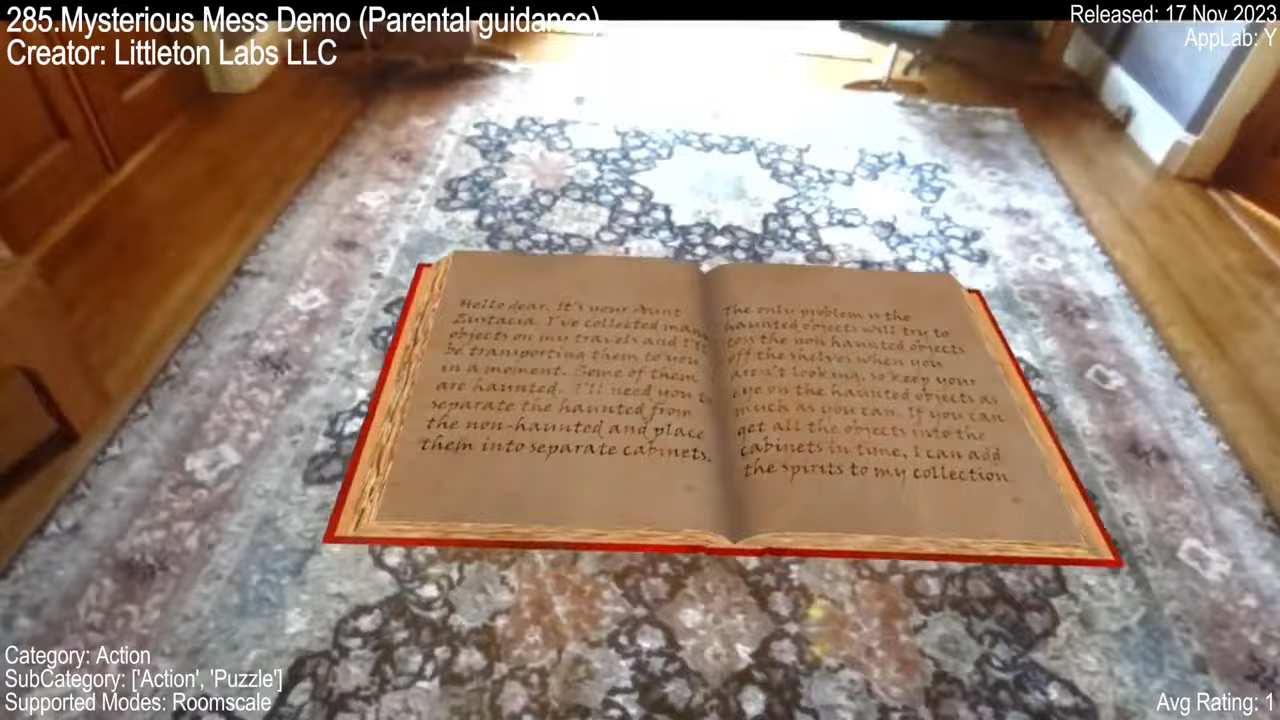 285.Mysterious Mess Demo (Parental guidance)
Creator: Littleton Labs LLC
Released: 17 Nov 2023
AppLab: Y
Hello dear. It's your Aunt
Eustacia. I've collected many
objects on my travels and I'll
be transporting them to you
in a moment. Some of them
are haunted. I'll need you to
separate the haunted from
the non-haunted and place
them into separate cabinets.
The only problem is the
haunted objects will try to
toss the non haunted objects
off the shelves when you
aren't looking, so keep your
eye on the haunted objects as
much as you can. If you can
get all the objects into the
cabinets in time, I can add
the spirits to my collection.
Category: Action
SubCategory: ['Action', 'Puzzle']
Supported Modes: Roomscale
Avg Rating: 1